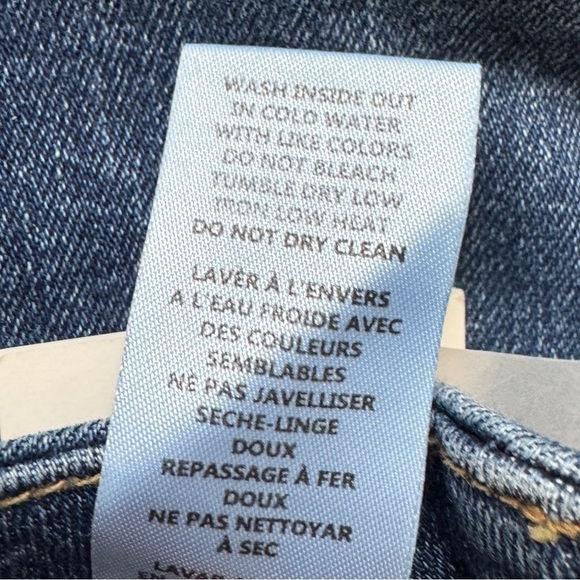 WASH INSIDE OUT
IN COLD WATER
WITH LIKE COLORS
DO NOT BLEACH
TUMBLE DRY LOW
IRON LOW HEAT
DO NOT DRY CLEAN
LAVER À L'ENVERS
A L'EAU FROIDE AVEC
DES COULEURS
SEMBLABLES
NE PAS JAVELLISER
SECHE-LINGE
DOUX
REPASSAGE À FER
DOUX
NE PAS NETTOYAR
À SEC